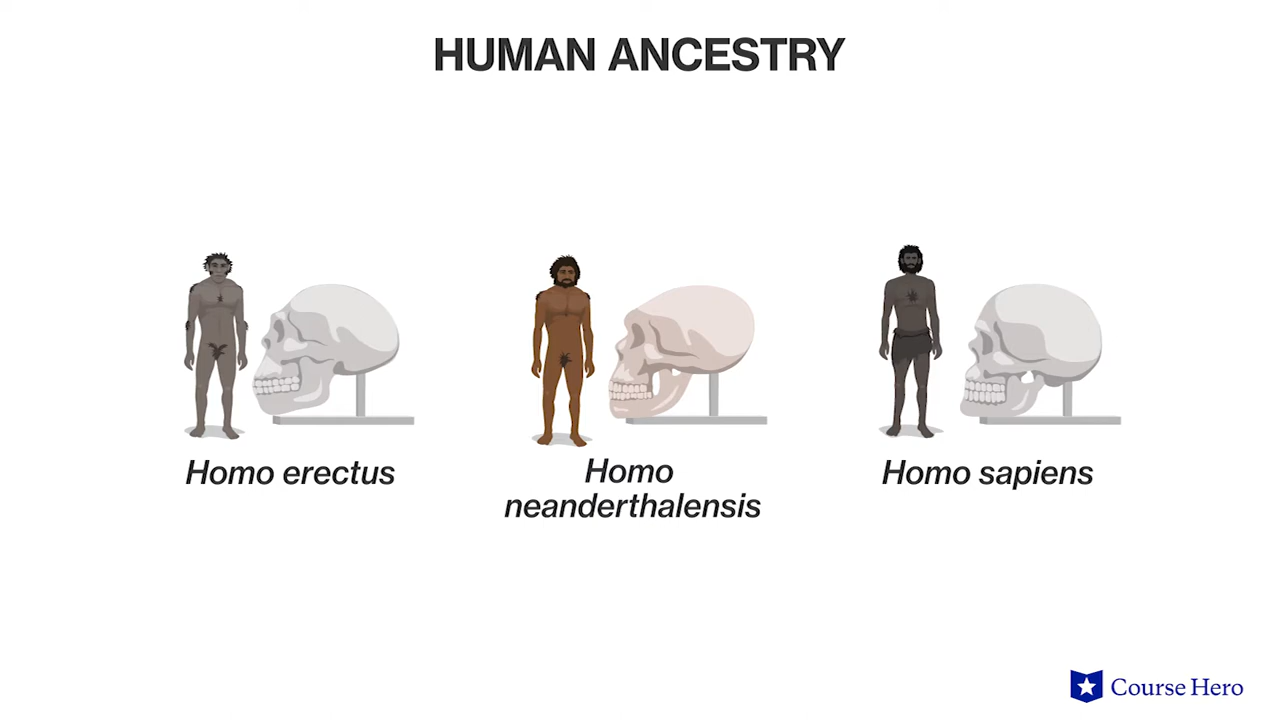 HUMAN ANCESTRY
Homo erectus
Homo
neanderthalensis
Homo sapiens
Course Hero